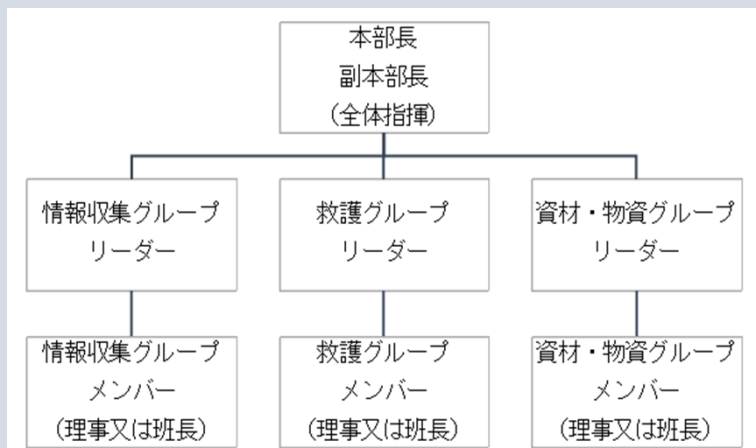 本部長
副本部長
(全体指揮)
情報収集グループ
リーダー
救護グループ
リーダー
資材・物資グループ
リーダー
情報収集グループ
メンバー
(理事又は班長)
救護グループ
メンバー
(理事又は班長)
資材・物資グループ
メンバー
(理事又は班長)